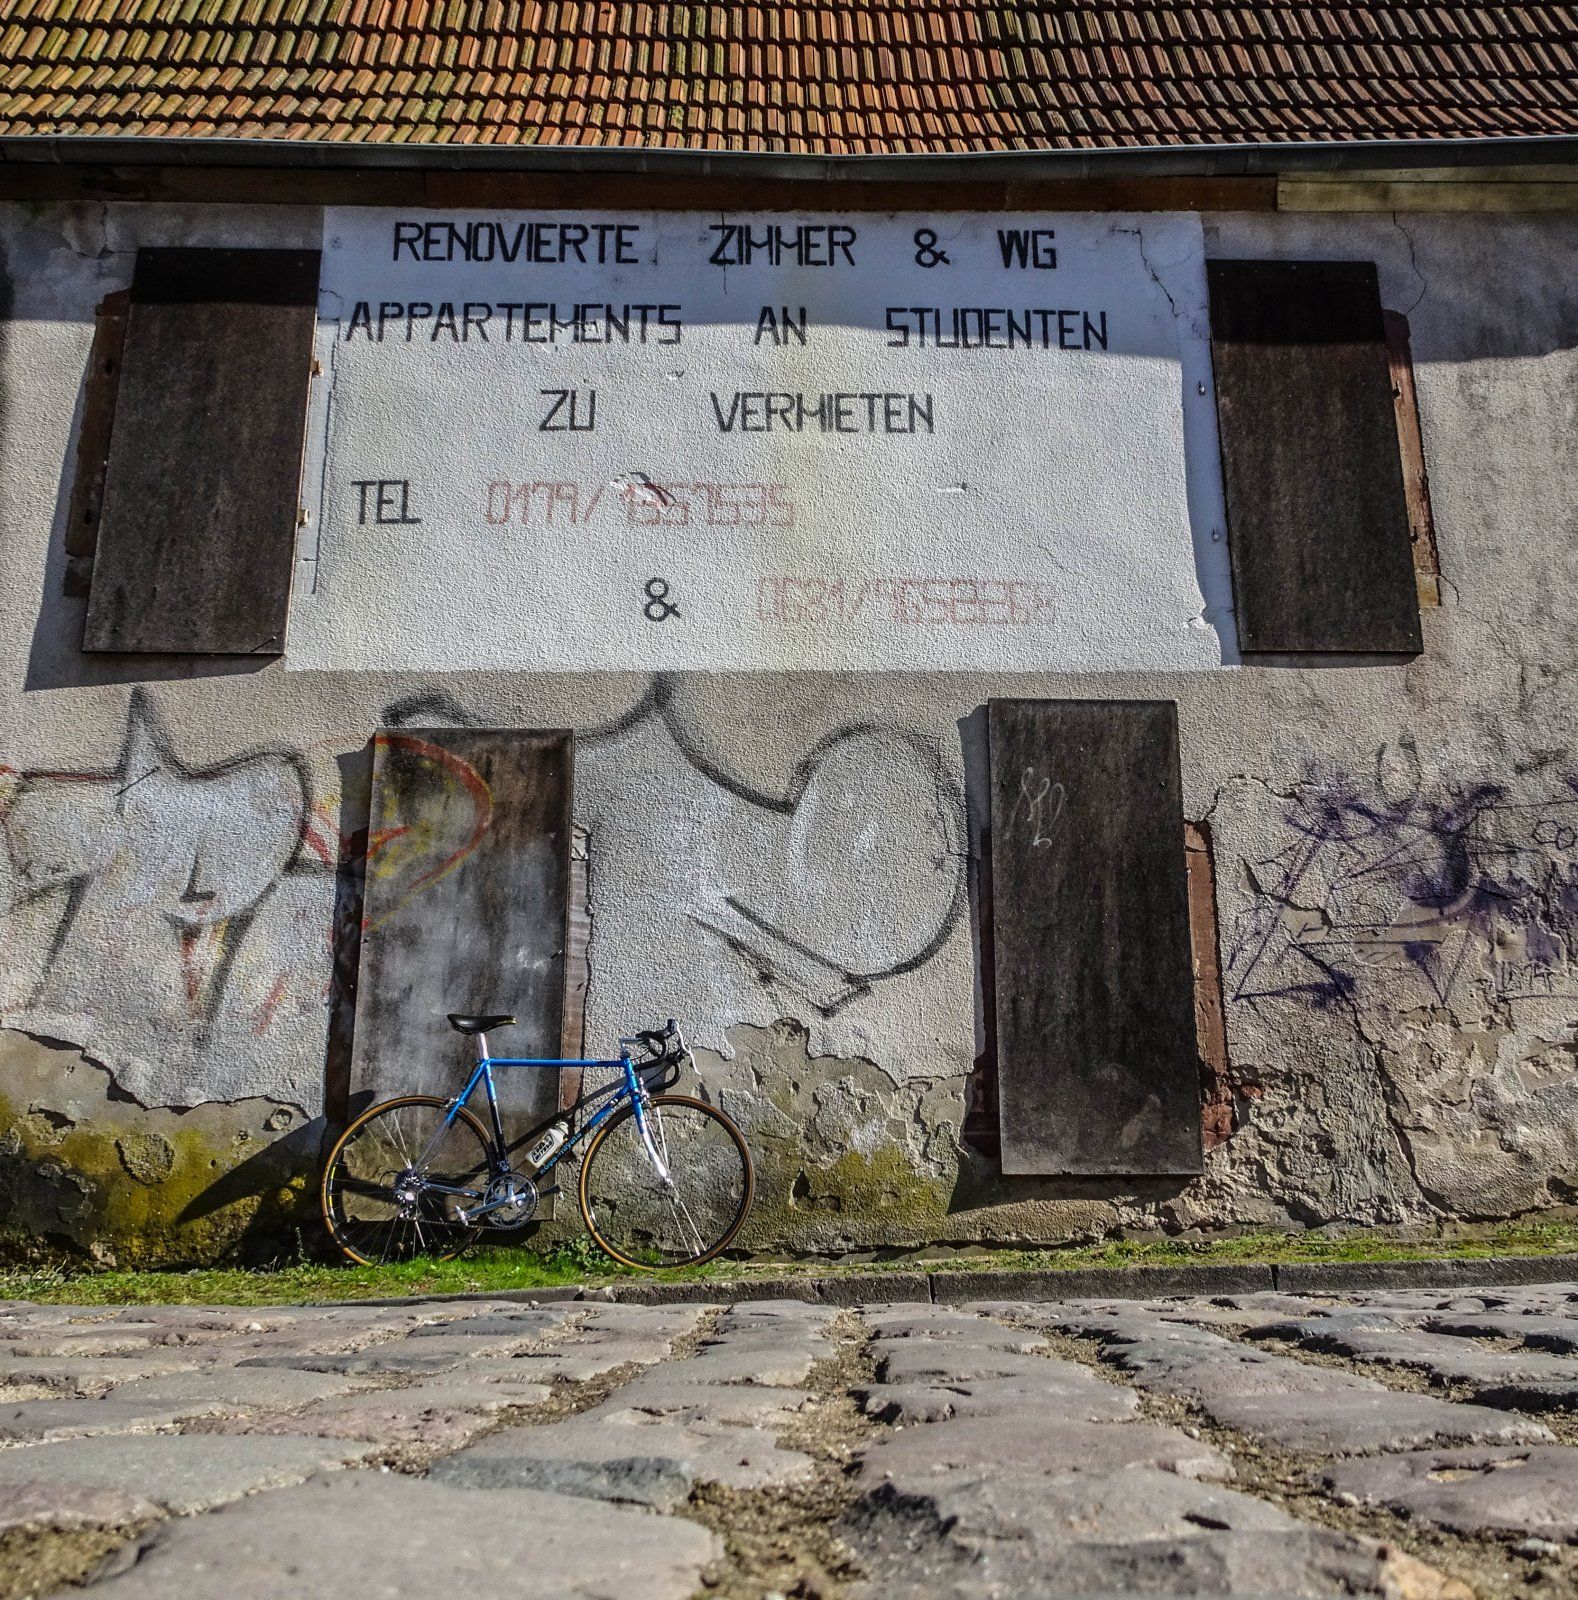 RENOVIERTE ZIMMER & WG
APPARTEMENTS AN STUDENTEN
ZU VERMIETEN
TEL 0179/
&